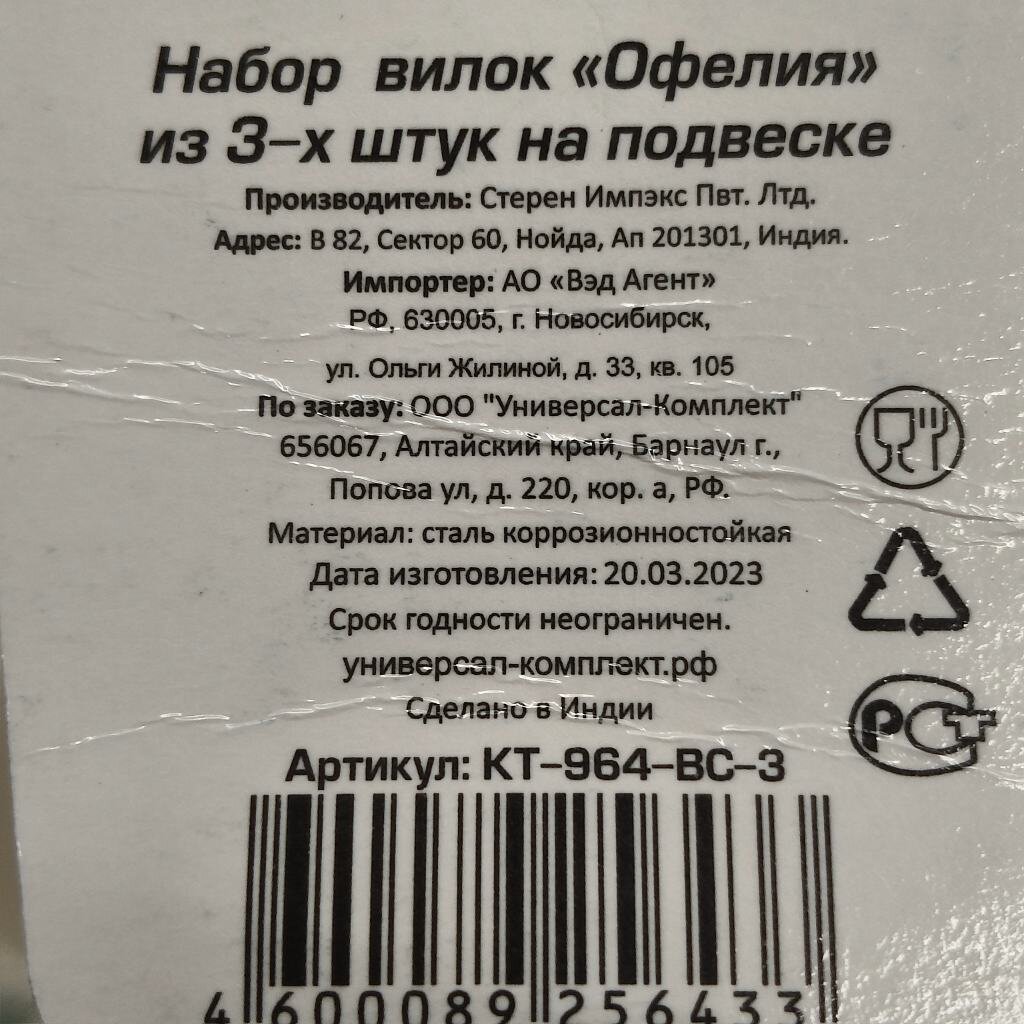 Набор вилок «Офелия»
из 3-х штук на подвеске
Производитель: Стерен Импэкс Пвт. Лтд.
Адрес: В 82, Сектор 60, Нойда, Ап 201301, Индия.
Импортер: АО «Вэд Агент»
РФ, 630005, г. Новосибирск,
ул. Ольги Жилиной, д. 33, кв. 105
По заказу: ООО "Универсал-Комплект"
656067, Алтайский край, Барнаул г.,
Попова ул, д. 220, кор. а, РФ.
Материал: сталь коррозионностойкая
Дата изготовления: 20.03.2023
Срок годности неограничен.
универсал-комплект.рф
Сделано в Индии
РСТ
Артикул: КТ-964-ВС-3
4 600089 256433